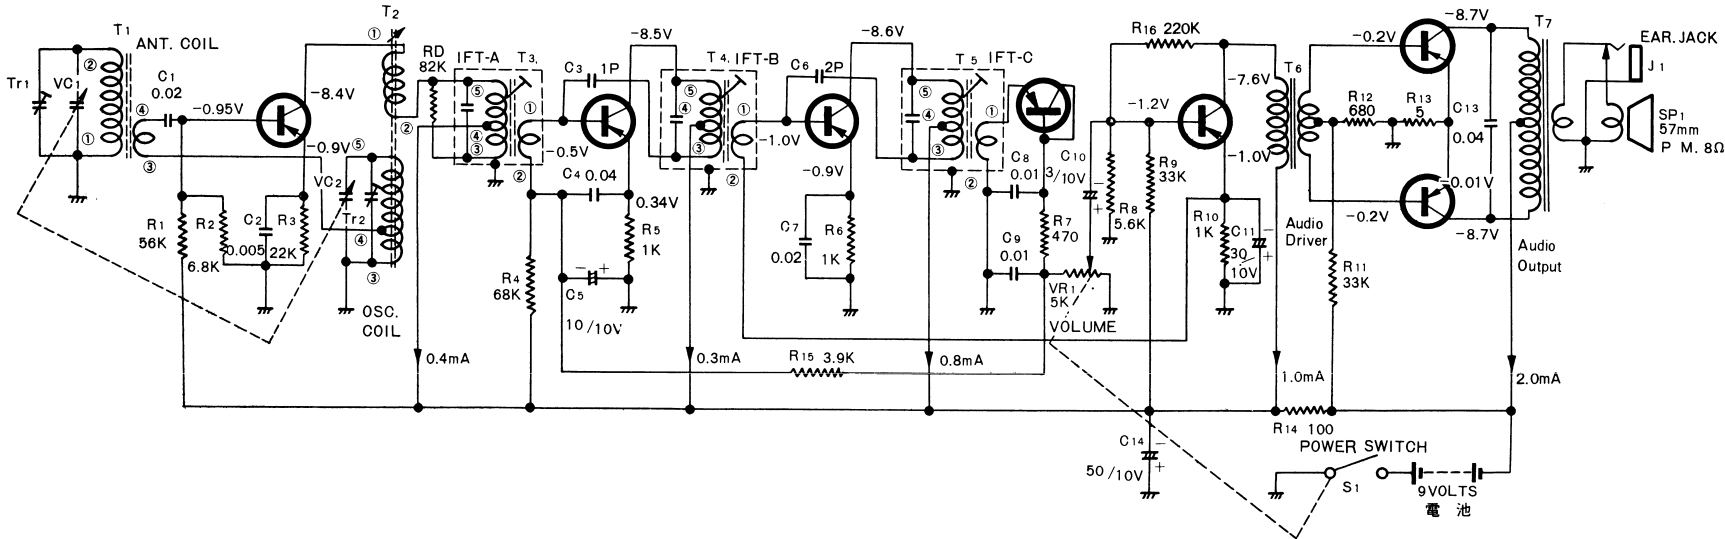 T1
ANT. COIL
Tr1
VC1
②
①
④
③
C1
0.02
-0.95V
-8.4V
-0.9V
R1
56K
R2
6.8K
C2
0.005
R3
22K
T2
①
②
⑤
VC2
Tr2
④
③
OSC.
COIL
RD
82K
IFT-A
T3.
⑤
④
③
①
②
-0.5V
0.4mA
C3
1P
-8.5V
C4 0.04
0.34V
R5
1K
R4
68K
C5
10/10V
T4. IFT-B
⑤
④
③
①
②
-1.0V
0.3mA
C6
2P
-8.6V
-0.9V
C7
0.02
R6
1K
R15 3.9K
T5 IFT-C
⑤
④
③
①
②
0.8mA
C8
0.01
C9
0.01
R7
470
C10
3/10V
VR1
5K
VOLUME
R8
5.6K
R9
33K
R16 220K
-1.2V
-7.6V
-1.0V
R10
1K
C11
30/
10V
C14
50/10V
T6
Audio
Driver
1.0mA
R14 100
R11
33K
R12
680
R13
5
-0.2V
-0.2V
-8.7V
-0.01V
-8.7V
C13
0.04
T7
Audio
Output
2.0mA
EAR.JACK
J1
SP1
57mm
P M. 8Ω
POWER SWITCH
S1
9VOLTS
電池